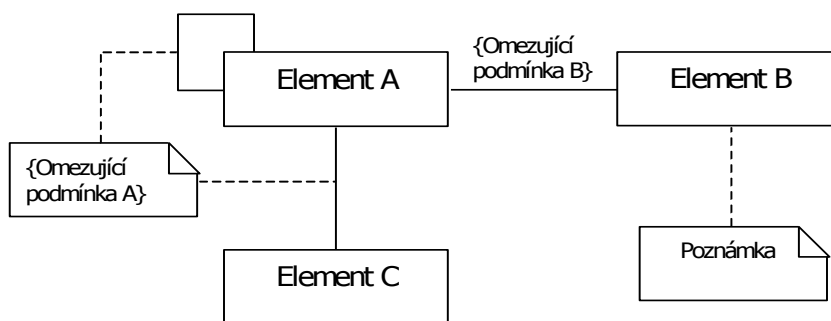 {Omezující
podmínka B}
Element A
Element B
{Omezující
podmínka A}
Poznámka
Element C